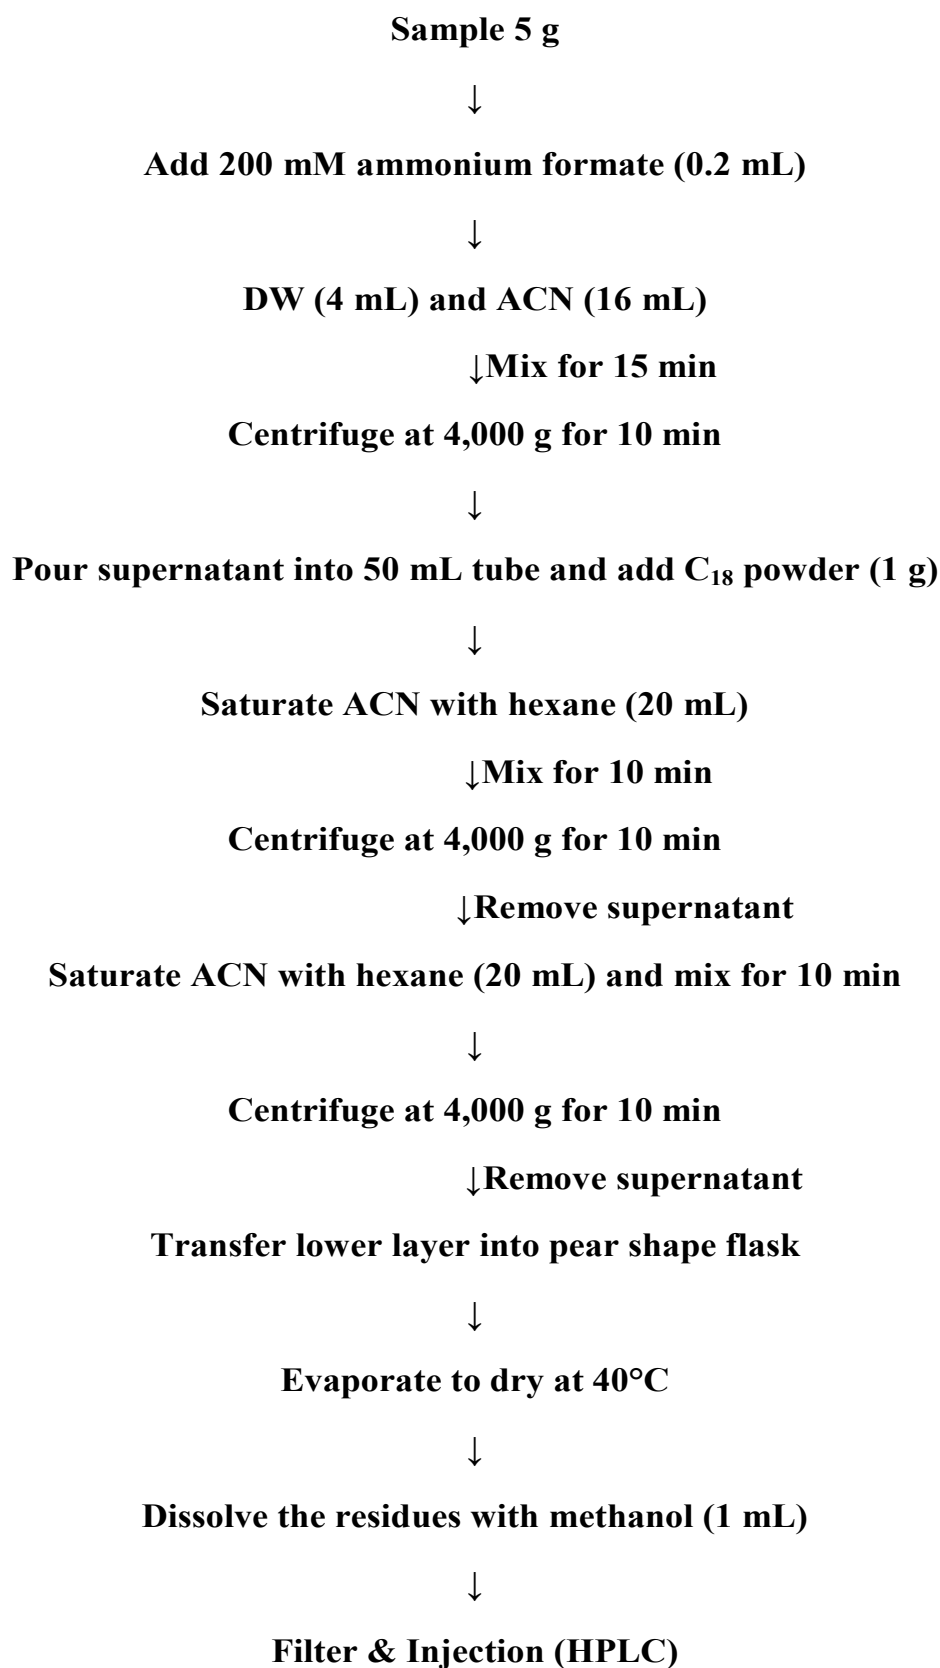 Sample 5 g
↓
Add 200 mM ammonium formate (0.2 mL)
↓
DW (4 mL) and ACN (16 mL)
↓Mix for 15 min
Centrifuge at 4,000 g for 10 min
↓
Pour supernatant into 50 mL tube and add C₁₈ powder (1 g)
↓
Saturate ACN with hexane (20 mL)
↓Mix for 10 min
Centrifuge at 4,000 g for 10 min
↓Remove supernatant
Saturate ACN with hexane (20 mL) and mix for 10 min
↓
Centrifuge at 4,000 g for 10 min
↓Remove supernatant
Transfer lower layer into pear shape flask
↓
Evaporate to dry at 40°C
↓
Dissolve the residues with methanol (1 mL)
↓
Filter & Injection (HPLC)